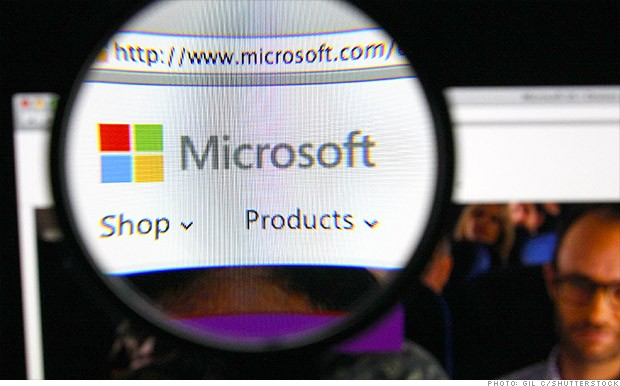 http://www.microsoft.com/
Microsoft
Shop
Products
PHOTO: GIL C/SHUTTERSTOCK